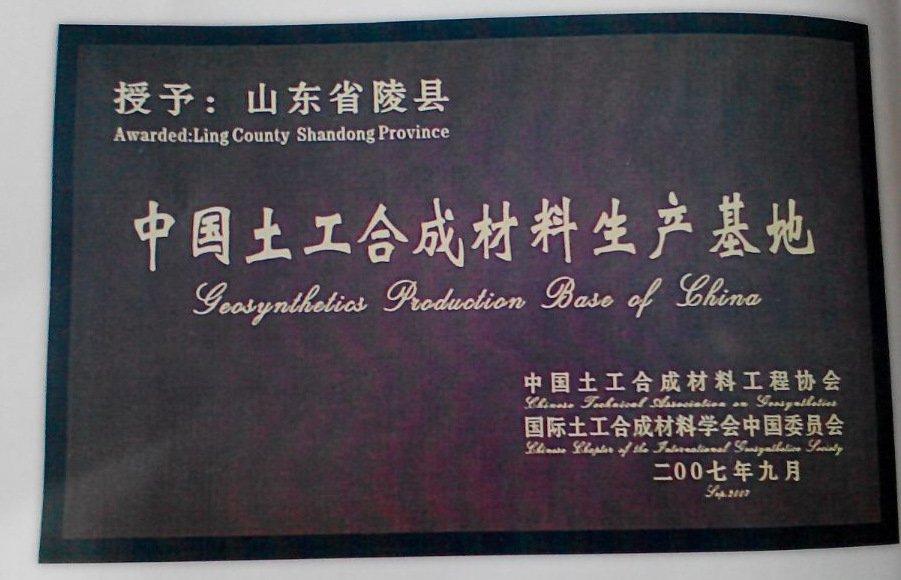 授予：山东省陵县
Awarded:Ling County Shandong Province
中国土工合成材料生产基地
Geosynthetics Production Base of China
中国土工合成材料工程协会
Chinese Technical Association on Geosynthetics
国际土工合成材料学会中国委员会
Chinese Chapter of the International Geosynthetics Society
二00七年九月
Sep.2007